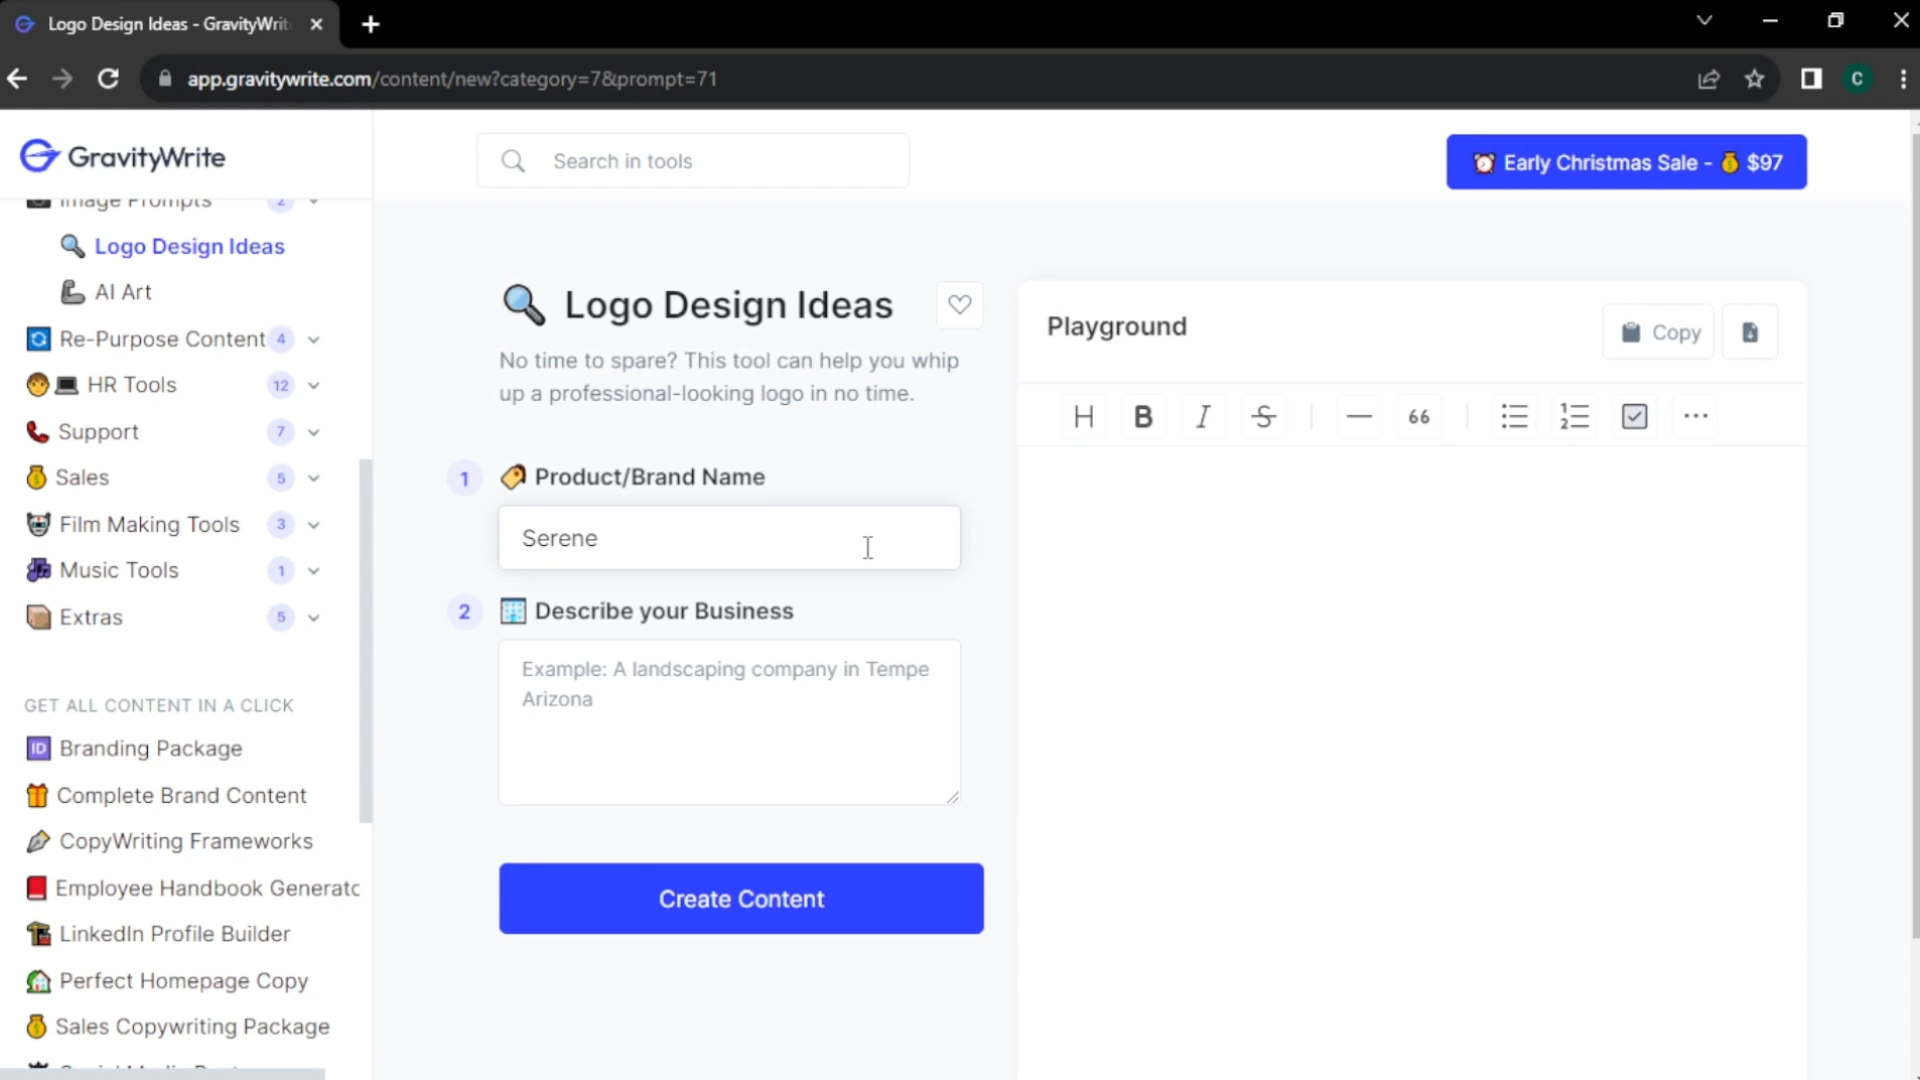 Logo Design Ideas - GravityWrit
app.gravitywrite.com/content/new?category=7&prompt=71
C
GravityWrite
Search in tools
Early Christmas Sale - $97
Image Prompts 2
Logo Design Ideas
AI Art
Re-Purpose Content 4
HR Tools 12
Support 7
Sales 5
Film Making Tools 3
Music Tools 1
Extras 5
GET ALL CONTENT IN A CLICK
Branding Package
Complete Brand Content
CopyWriting Frameworks
Employee Handbook Generato
LinkedIn Profile Builder
Perfect Homepage Copy
Sales Copywriting Package
Logo Design Ideas
No time to spare? This tool can help you whip
up a professional-looking logo in no time.
1 Product/Brand Name
Serene
2 Describe your Business
Example: A landscaping company in Tempe
Arizona
Create Content
Playground
Copy
H B I S 66